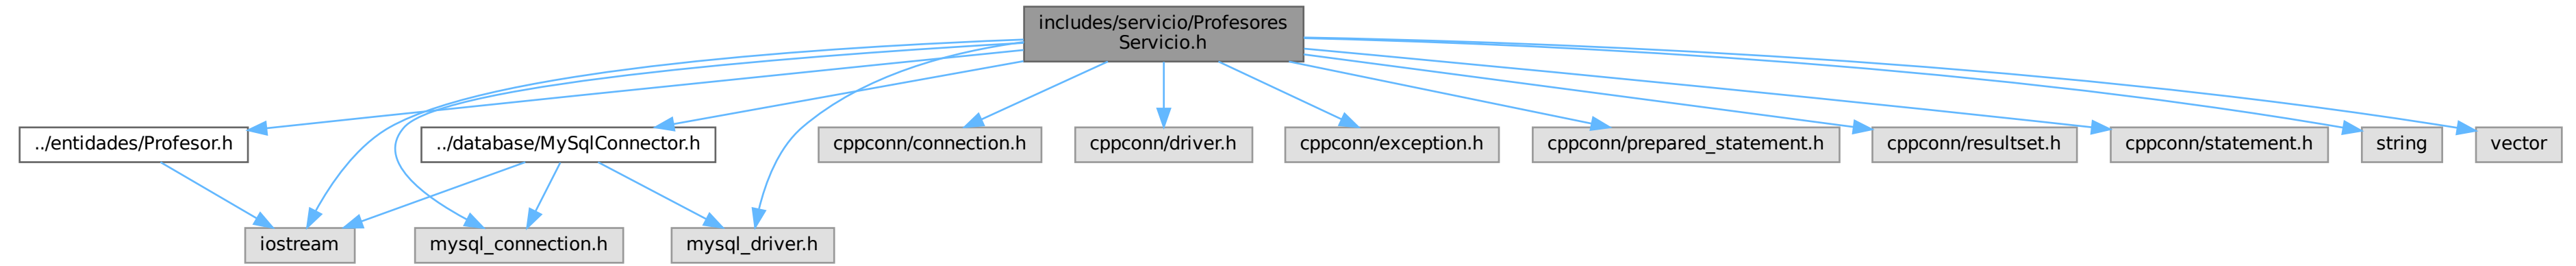 includes/servicio/Profesores
Servicio.h
../entidades/Profesor.h
../database/MySqlConnector.h
cppconn/connection.h
cppconn/driver.h
cppconn/exception.h
cppconn/prepared_statement.h
cppconn/resultset.h
cppconn/statement.h
string
vector
iostream
mysql_connection.h
mysql_driver.h